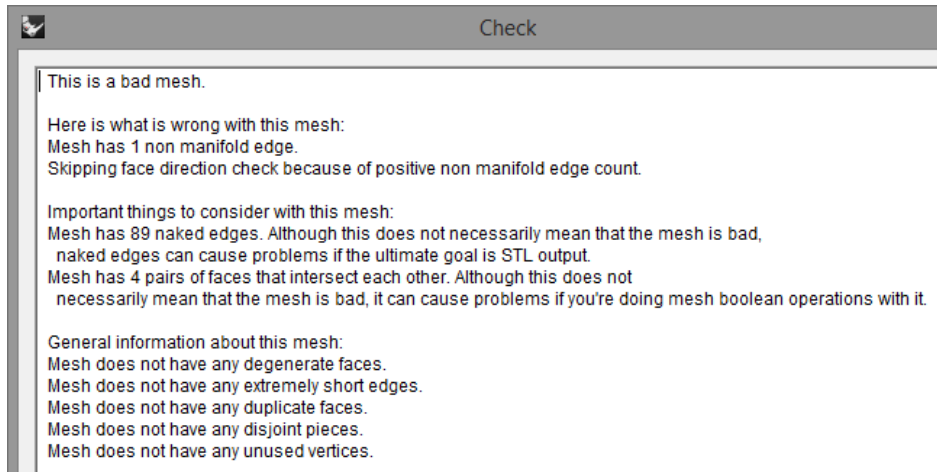 Check
This is a bad mesh.
Here is what is wrong with this mesh:
Mesh has 1 non manifold edge.
Skipping face direction check because of positive non manifold edge count.
Important things to consider with this mesh:
Mesh has 89 naked edges. Although this does not necessarily mean that the mesh is bad,
naked edges can cause problems if the ultimate goal is STL output.
Mesh has 4 pairs of faces that intersect each other. Although this does not
necessarily mean that the mesh is bad, it can cause problems if you're doing mesh boolean operations with it.
General information about this mesh:
Mesh does not have any degenerate faces.
Mesh does not have any extremely short edges.
Mesh does not have any duplicate faces.
Mesh does not have any disjoint pieces.
Mesh does not have any unused vertices.